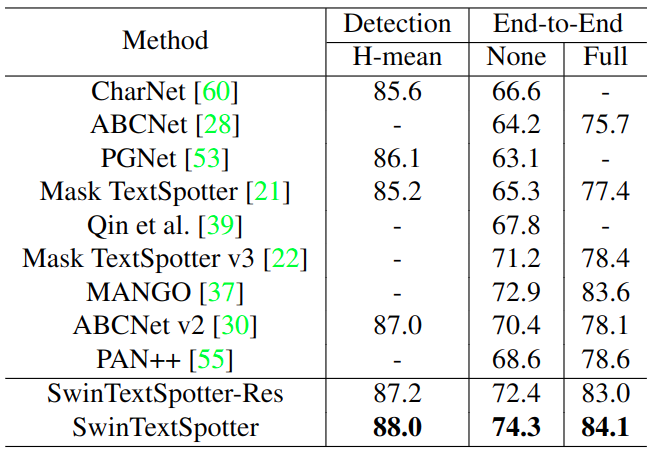 Method Detection End-to-End
H-mean None Full
CharNet [60] 85.6 66.6 -
ABCNet [28] - 64.2 75.7
PGNet [53] 86.1 63.1 -
Mask TextSpotter [21] 85.2 65.3 77.4
Qin et al. [39] - 67.8 -
Mask TextSpotter v3 [22] - 71.2 78.4
MANGO [37] - 72.9 83.6
ABCNet v2 [30] 87.0 70.4 78.1
PAN++ [55] - 68.6 78.6
SwinTextSpotter-Res 87.2 72.4 83.0
SwinTextSpotter 88.0 74.3 84.1